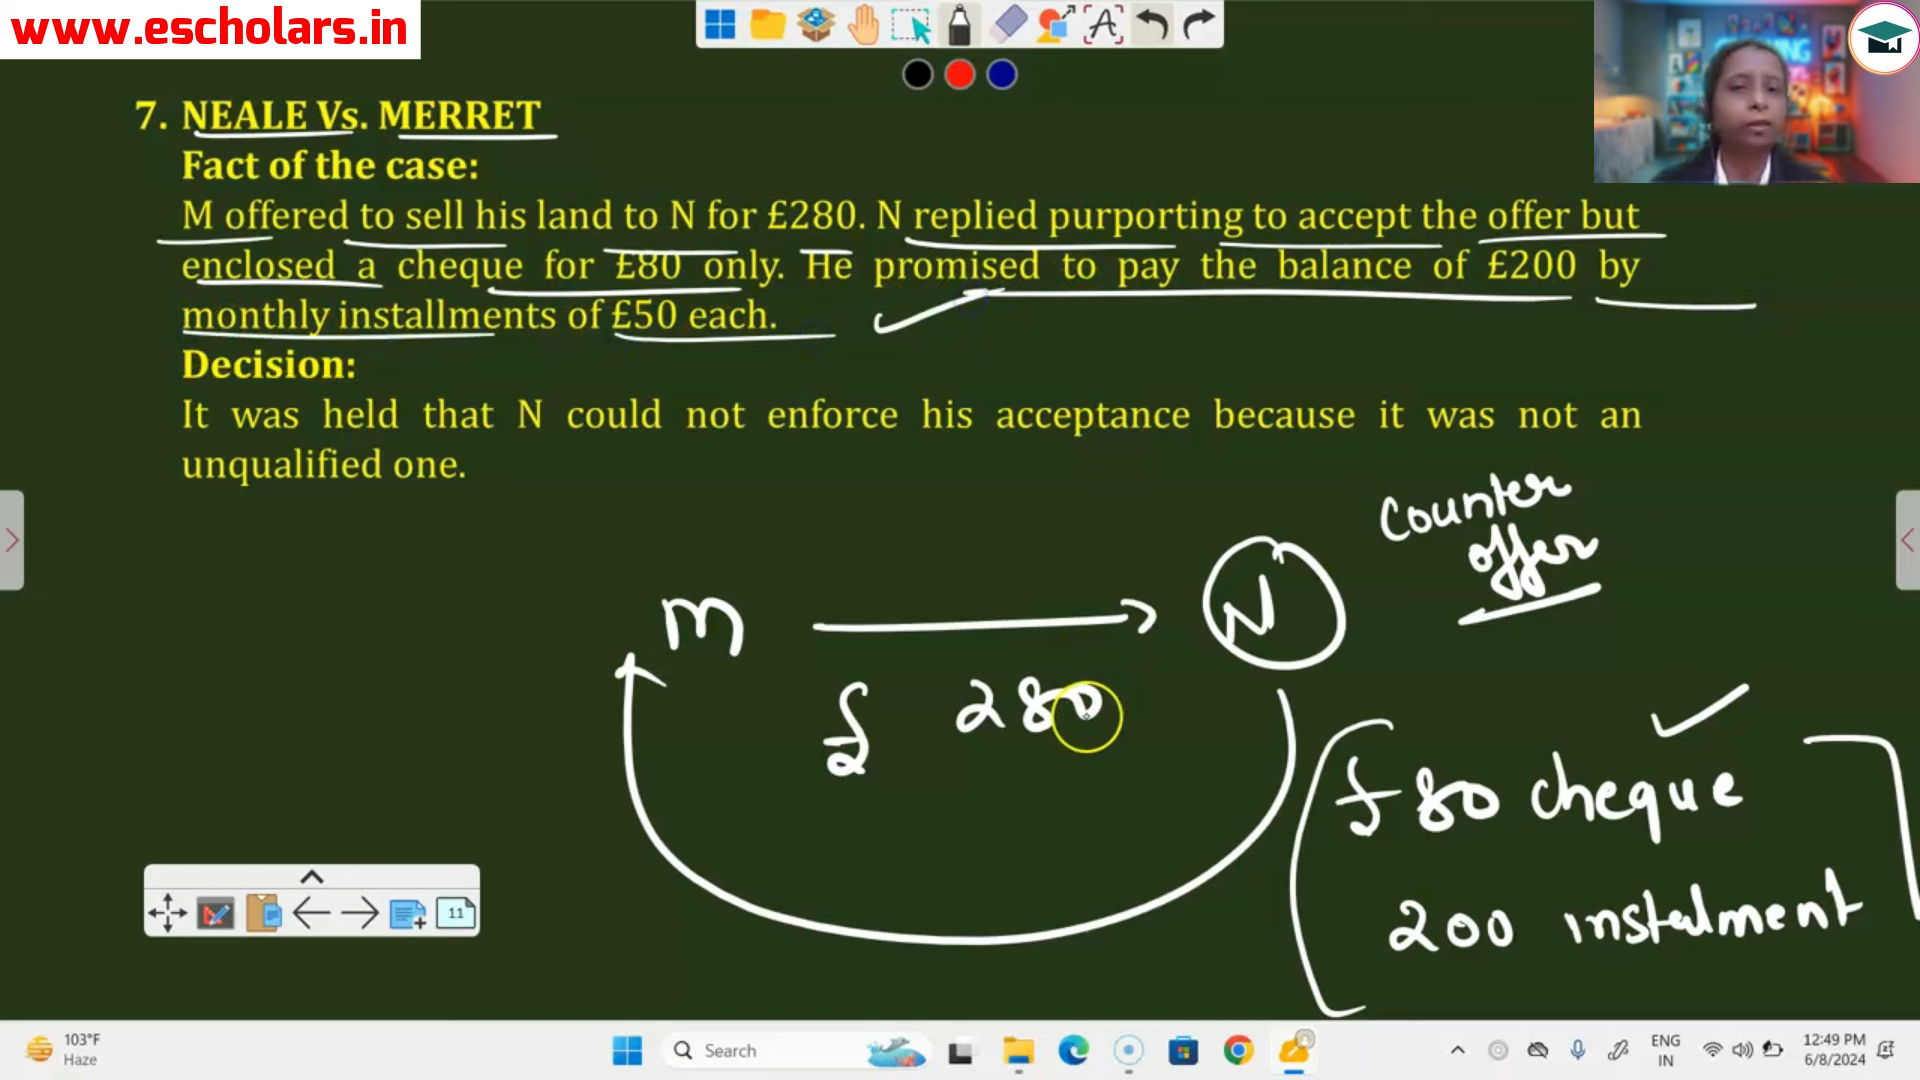 www.escholars.in
7. NEALE Vs. MERRET
Fact of the case:
M offered to sell his land to N for £280. N replied purporting to accept the offer but
enclosed a cheque for £80 only. He promised to pay the balance of £200 by
monthly installments of £50 each.
Decision:
It was held that N could not enforce his acceptance because it was not an
unqualified one.
Counter
offer
M
N
£ 280
£80 cheque
200 instalment
11
103°F
Haze
Search
ENG
IN
12:49 PM
6/8/2024